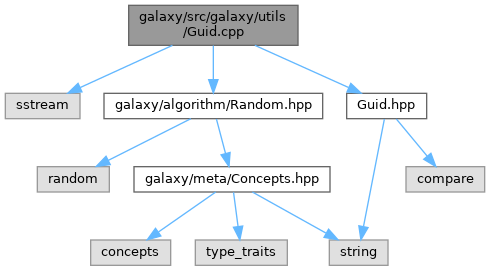 galaxy/src/galaxy/utils
/Guid.cpp
sstream
galaxy/algorithm/Random.hpp
Guid.hpp
random
galaxy/meta/Concepts.hpp
compare
concepts
type_traits
string